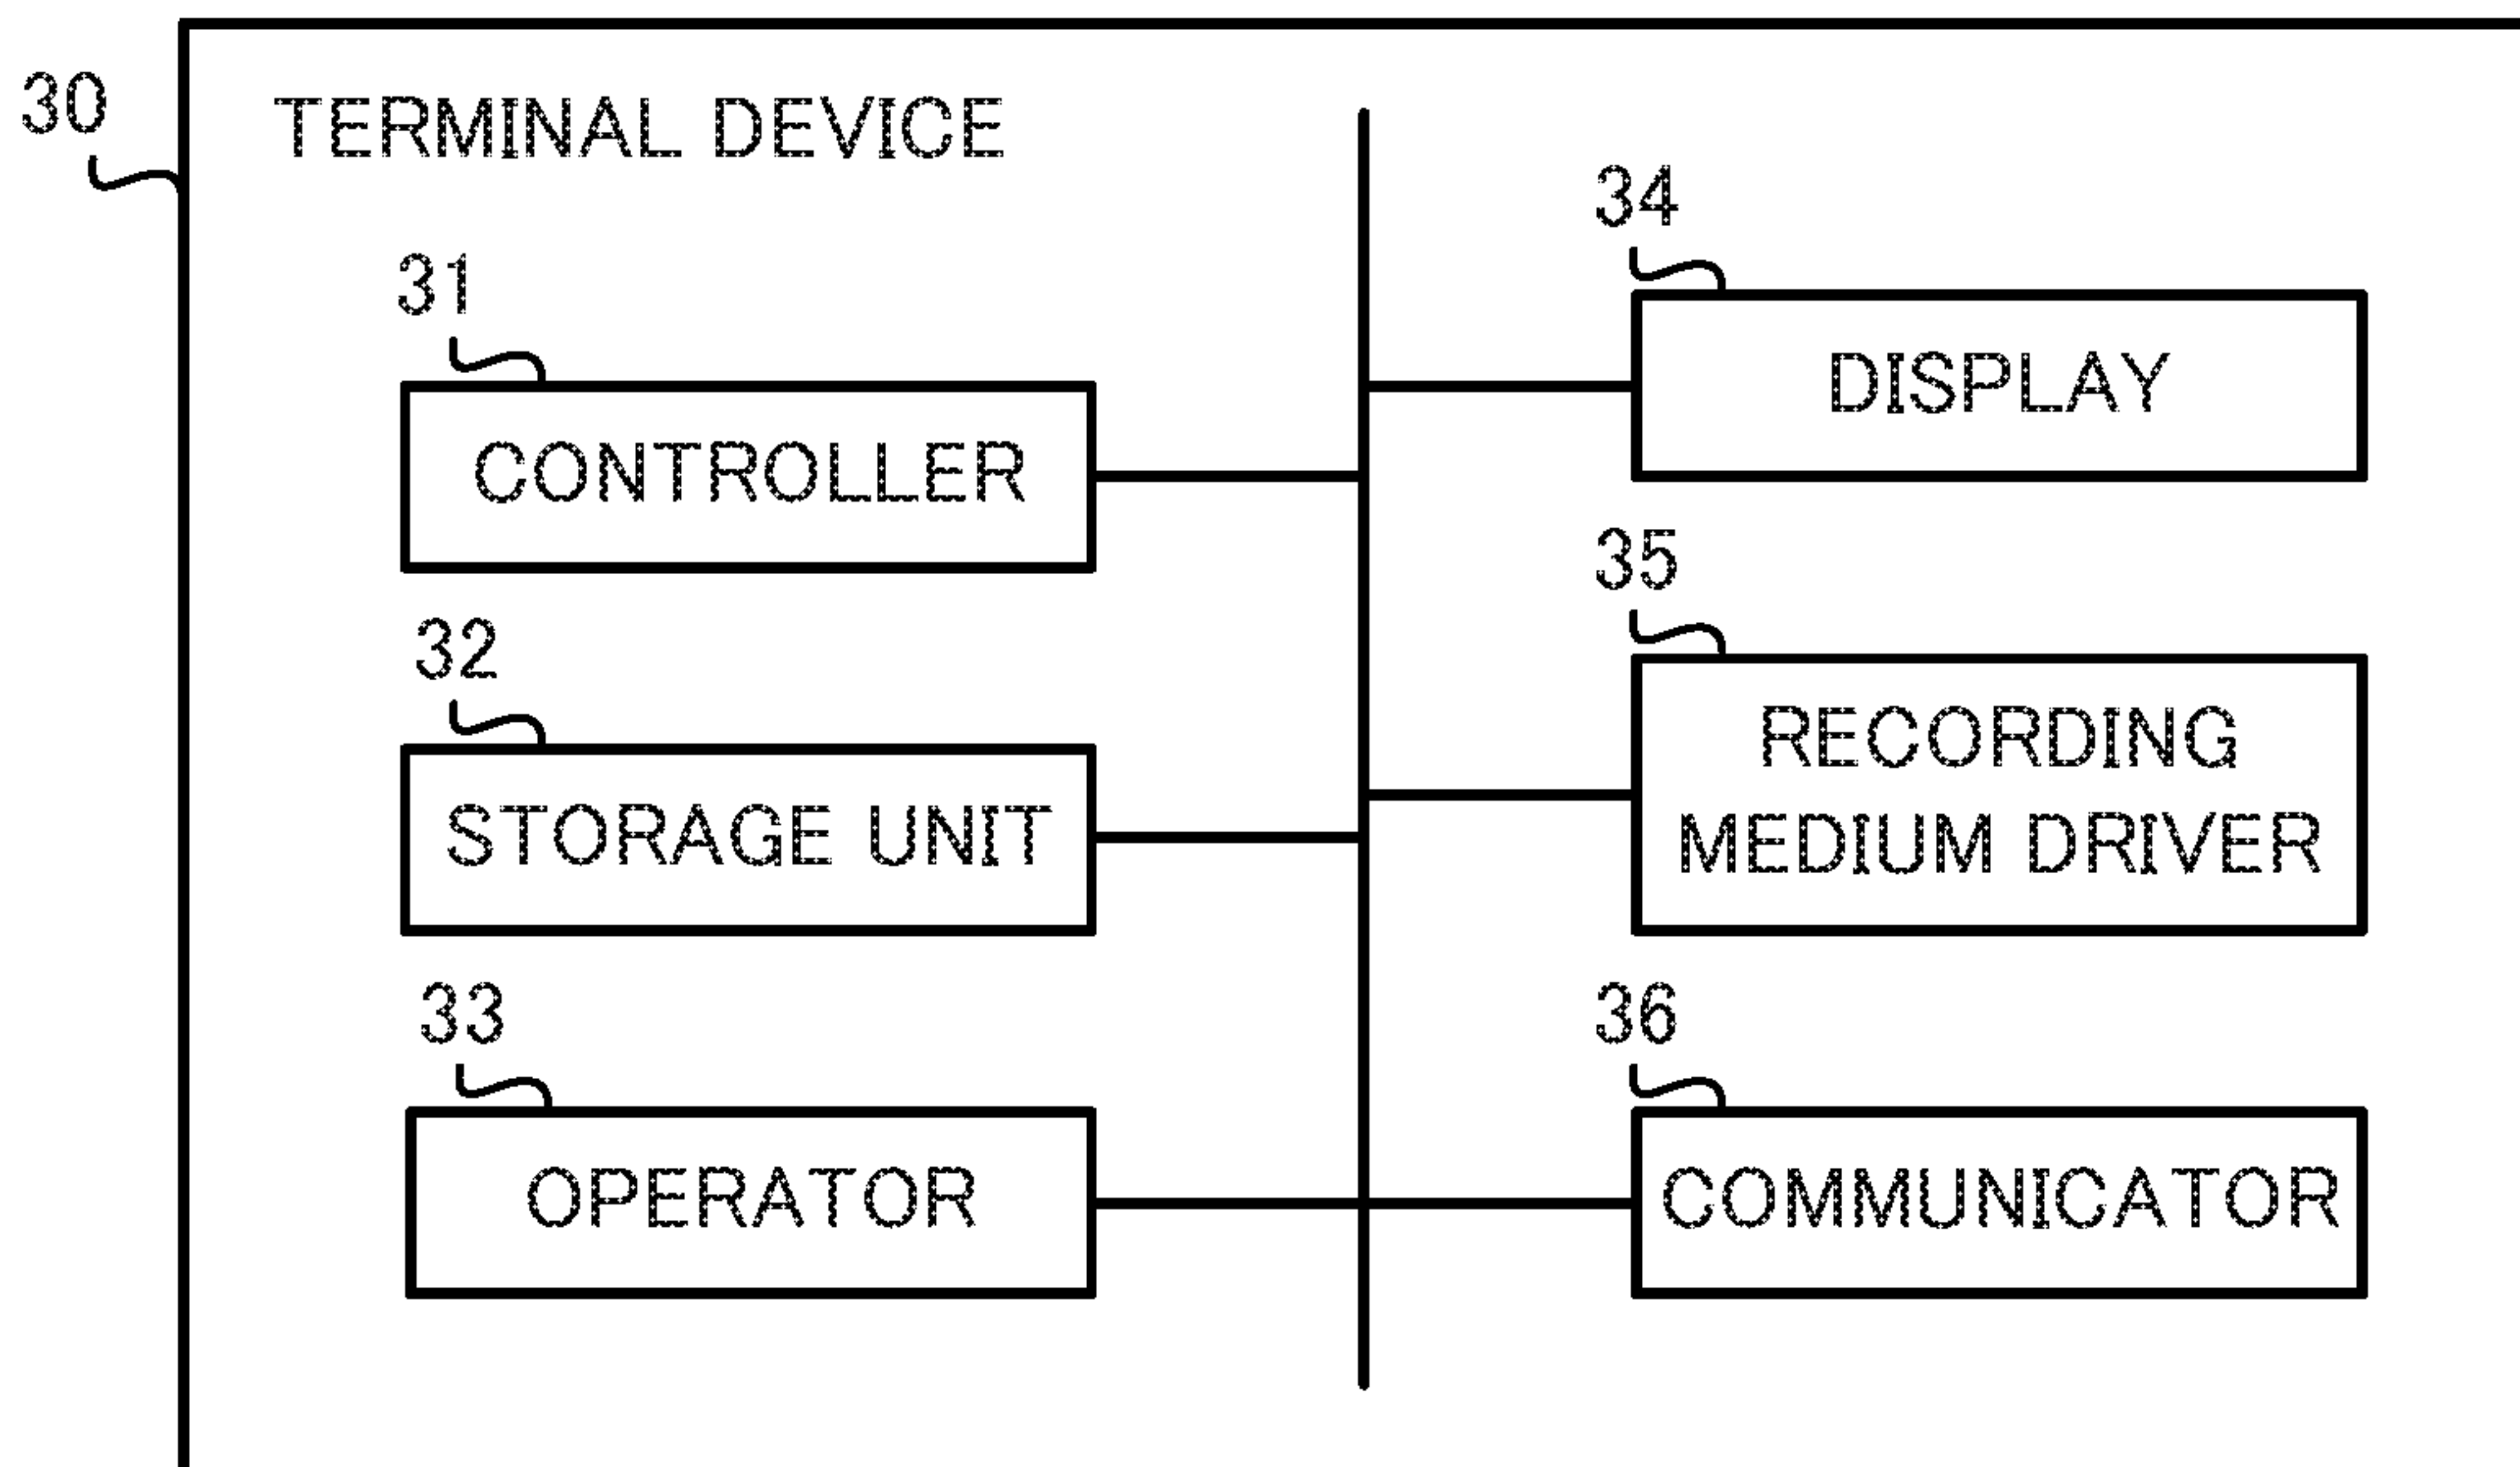 30
TERMINAL DEVICE
31
CONTROLLER
32
STORAGE UNIT
33
OPERATOR
34
DISPLAY
35
RECORDING
MEDIUM DRIVER
36
COMMUNICATOR